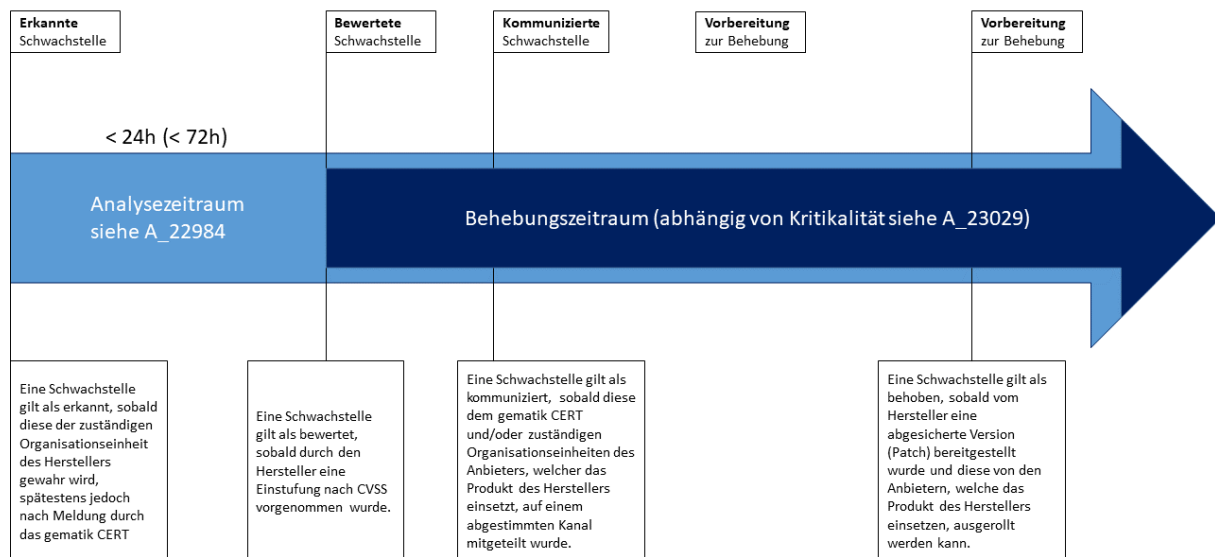 Erkannte
Schwachstelle
Bewertete
Schwachstelle
Kommunizierte
Schwachstelle
Vorbereitung
zur Behebung
Vorbereitung
zur Behebung
< 24h (< 72h)
Analysezeitraum
siehe A_22984
Behebungszeitraum (abhängig von Kritikalität siehe A_23029)
Eine Schwachstelle
gilt als erkannt, sobald
diese der zuständigen
Organisationseinheit
des Herstellers
gewahr wird,
spätestens jedoch
nach Meldung durch
das gematik CERT
Eine Schwachstelle
gilt als bewertet,
sobald durch den
Hersteller eine
Einstufung nach CVSS
vorgenommen wurde.
Eine Schwachstelle gilt als
kommuniziert, sobald diese
dem gematik CERT
und/oder zuständigen
Organisationseinheiten des
Anbieters, welcher das
Produkt des Herstellers
einsetzt, auf einem
abgestimmten Kanal
mitgeteilt wurde.
Eine Schwachstelle gilt als
behoben, sobald vom
Hersteller eine
abgesicherte Version
(Patch) bereitgestellt
wurde und diese von den
Anbietern, welche das
Produkt des Herstellers
einsetzen, ausgerollt
werden kann.